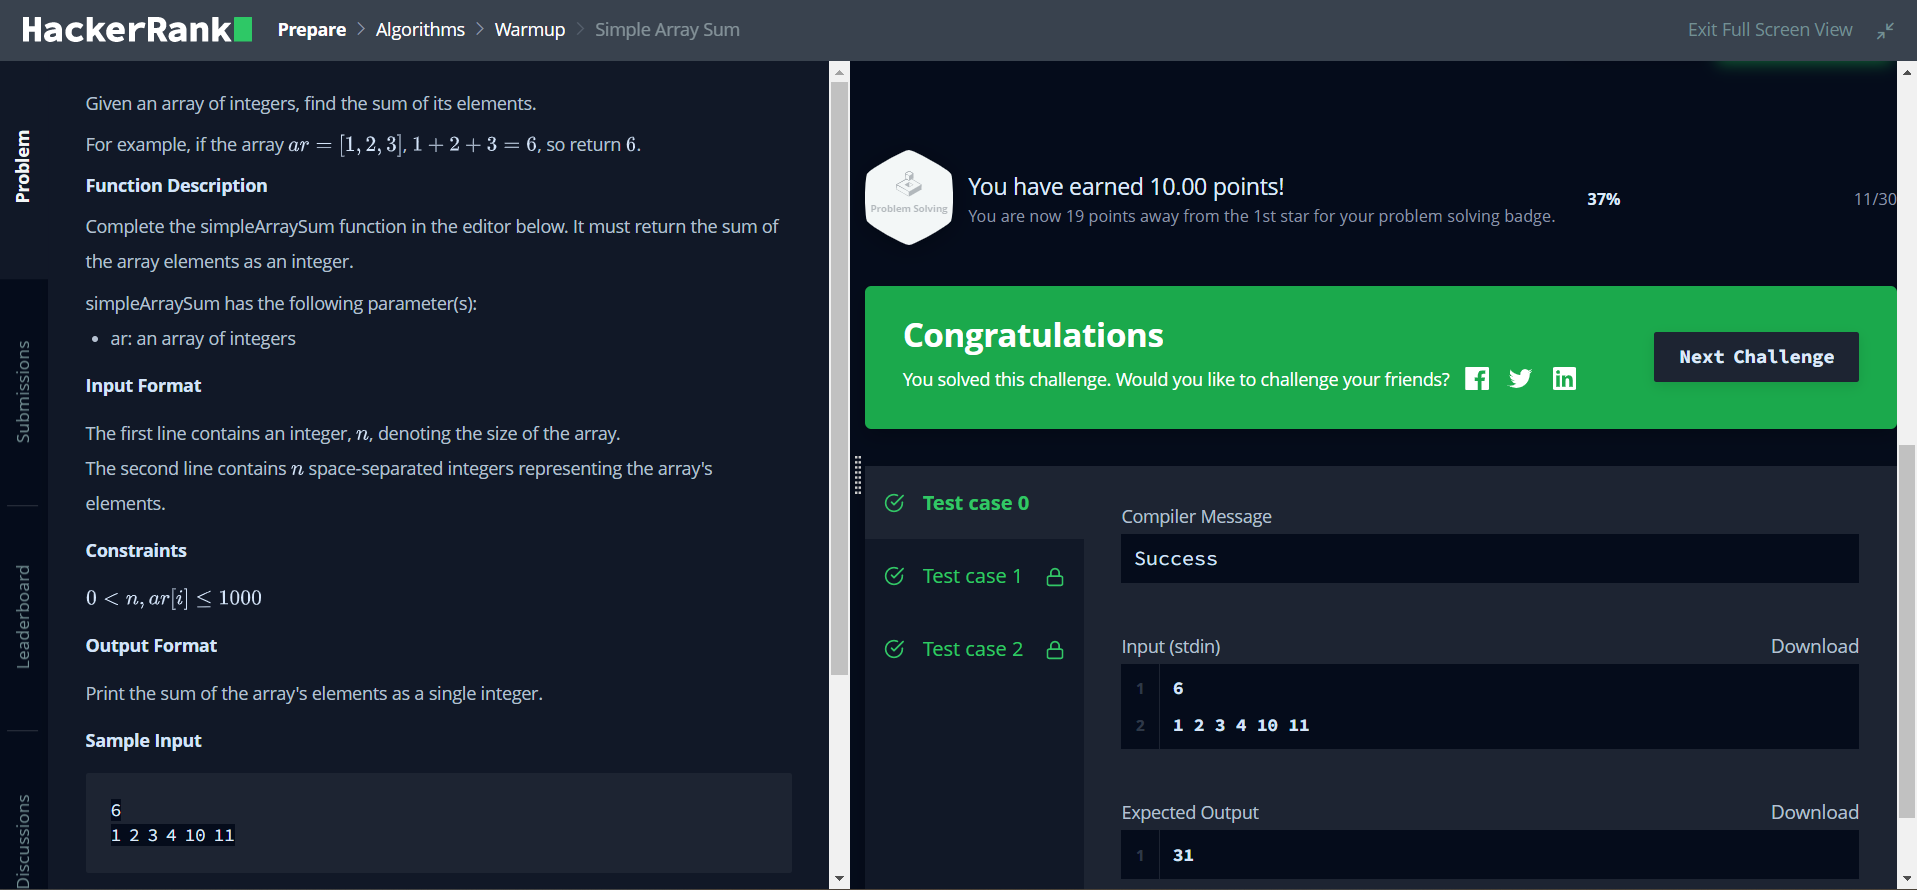 HackerRank
Prepare > Algorithms > Warmup > Simple Array Sum
Exit Full Screen View
Problem
Submissions
Leaderboard
Discussions
Given an array of integers, find the sum of its elements.
For example, if the array ar = [1, 2, 3], 1 + 2 + 3 = 6, so return 6.
Function Description
Complete the simpleArraySum function in the editor below. It must return the sum of
the array elements as an integer.
simpleArraySum has the following parameter(s):
• ar: an array of integers
Input Format
The first line contains an integer, n, denoting the size of the array.
The second line contains n space-separated integers representing the array's
elements.
Constraints
0 < n, ar[i] ≤ 1000
Output Format
Print the sum of the array's elements as a single integer.
Sample Input
6
1 2 3 4 10 11
Problem Solving
You have earned 10.00 points!
You are now 19 points away from the 1st star for your problem solving badge.
37%
11/30
Congratulations
You solved this challenge. Would you like to challenge your friends?
Next Challenge
Test case 0
Test case 1
Test case 2
Compiler Message
Success
Input (stdin)
Download
1 6
2 1 2 3 4 10 11
Expected Output
Download
1 31